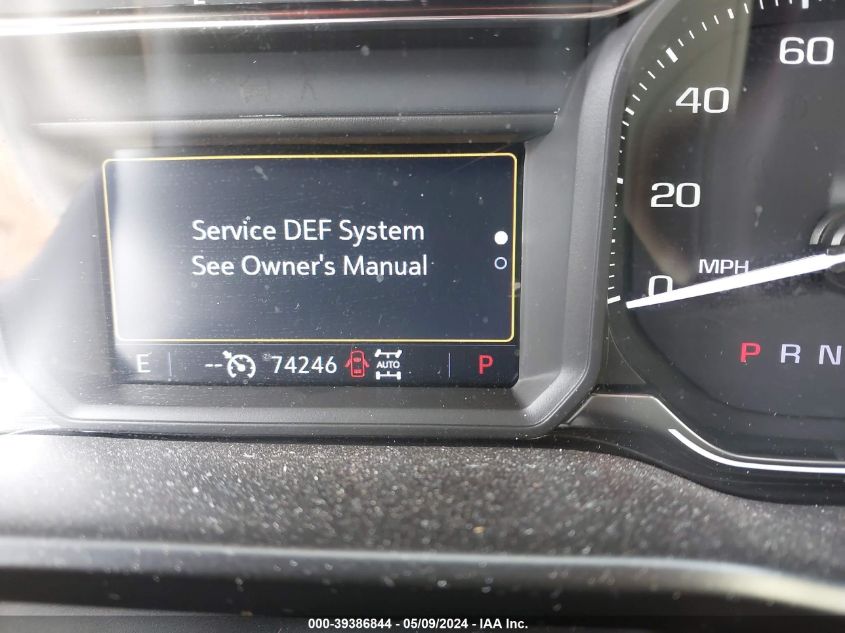 60
40
20
0
MPH
Service DEF System
See Owner's Manual
E -- 74246 AUTO P
P R N
000-39386844 - 05/09/2024 - IAA Inc.